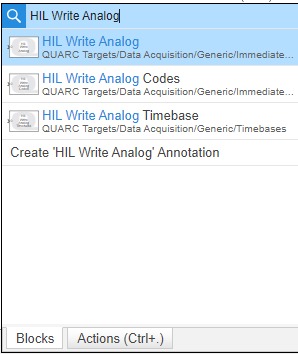 HIL Write Analog
HIL Write Analog
QUARC Targets/Data Acquisition/Generic/Immediate...
HIL Write Analog Codes
QUARC Targets/Data Acquisition/Generic/Immediate...
HIL Write Analog Timebase
QUARC Targets/Data Acquisition/Generic/Timebases
Create 'HIL Write Analog' Annotation
Blocks
Actions (Ctrl+.)